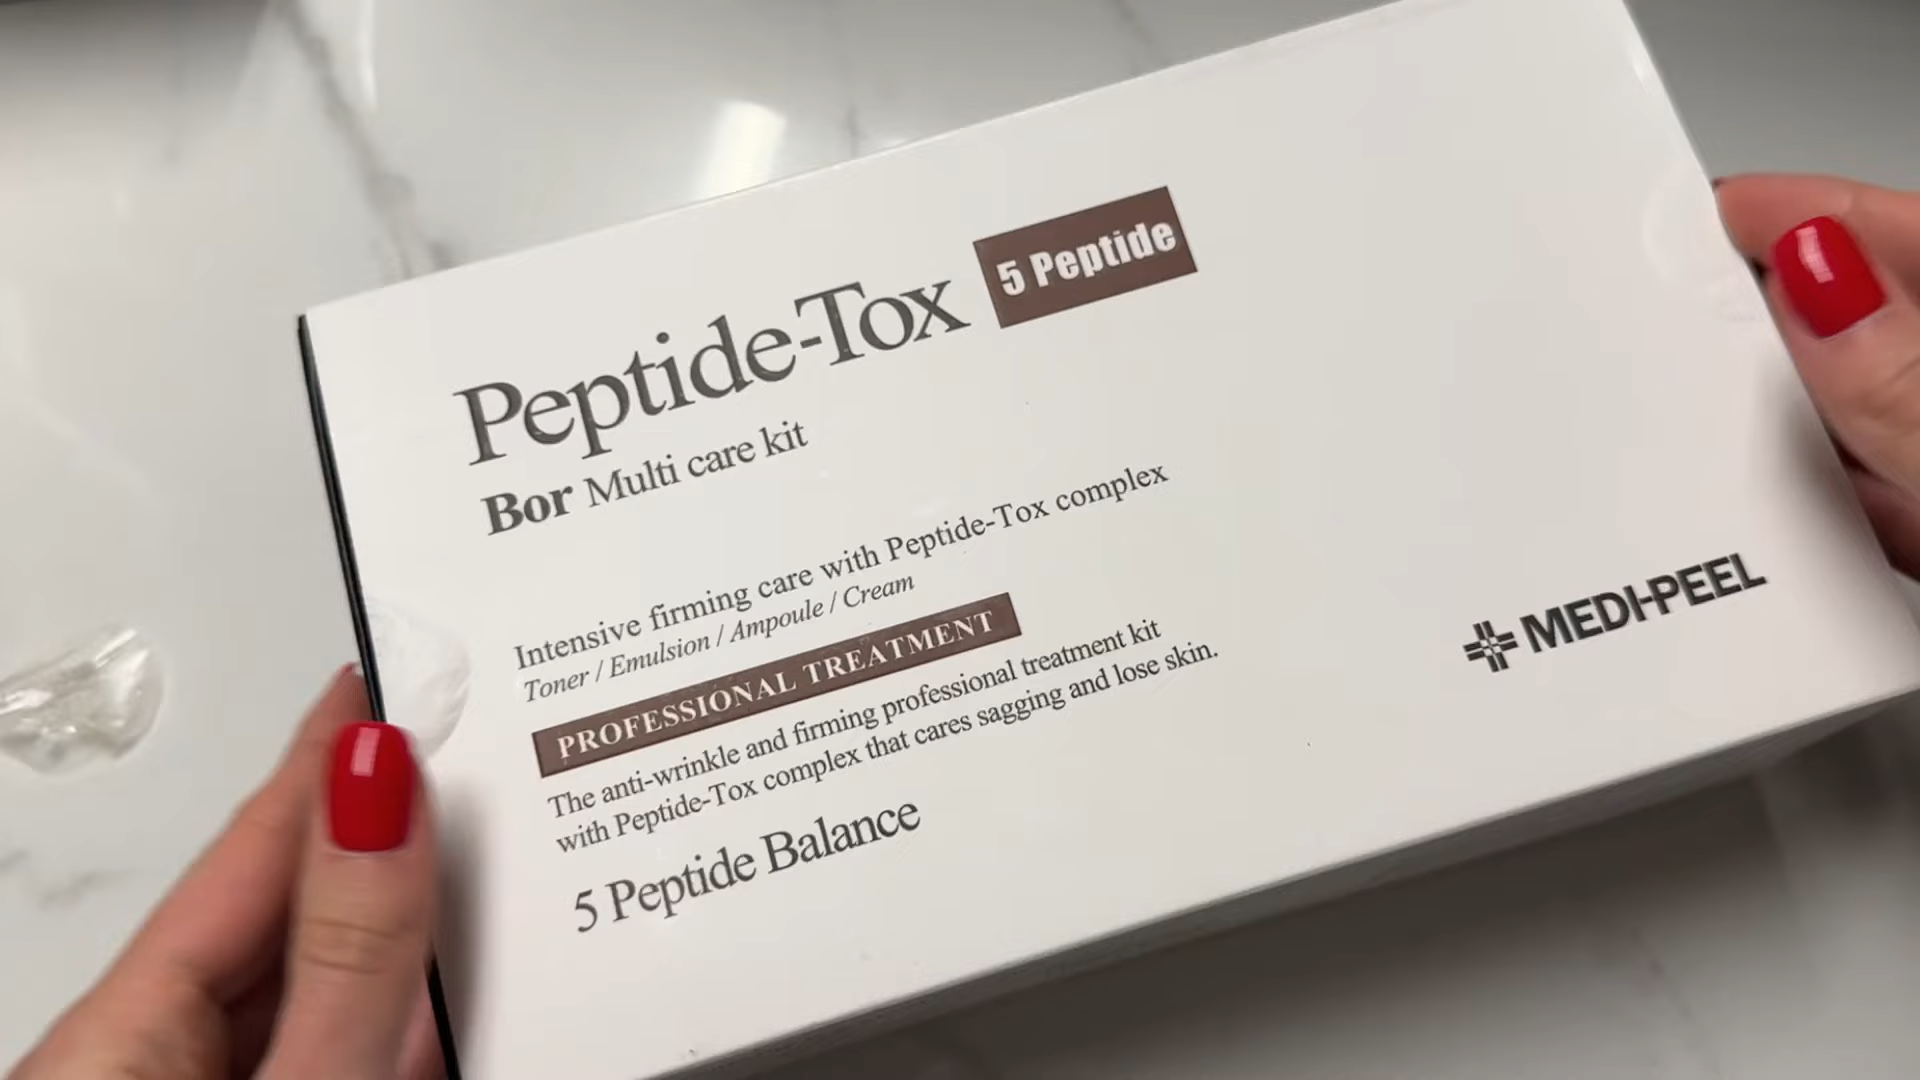 Peptide-Tox 5 Peptide
Bor Multi care kit
Intensive firming care with Peptide-Tox complex
Toner / Emulsion / Ampoule / Cream
PROFESSIONAL TREATMENT
The anti-wrinkle and firming professional treatment kit
with Peptide-Tox complex that cares sagging and lose skin.
5 Peptide Balance
MEDI-PEEL